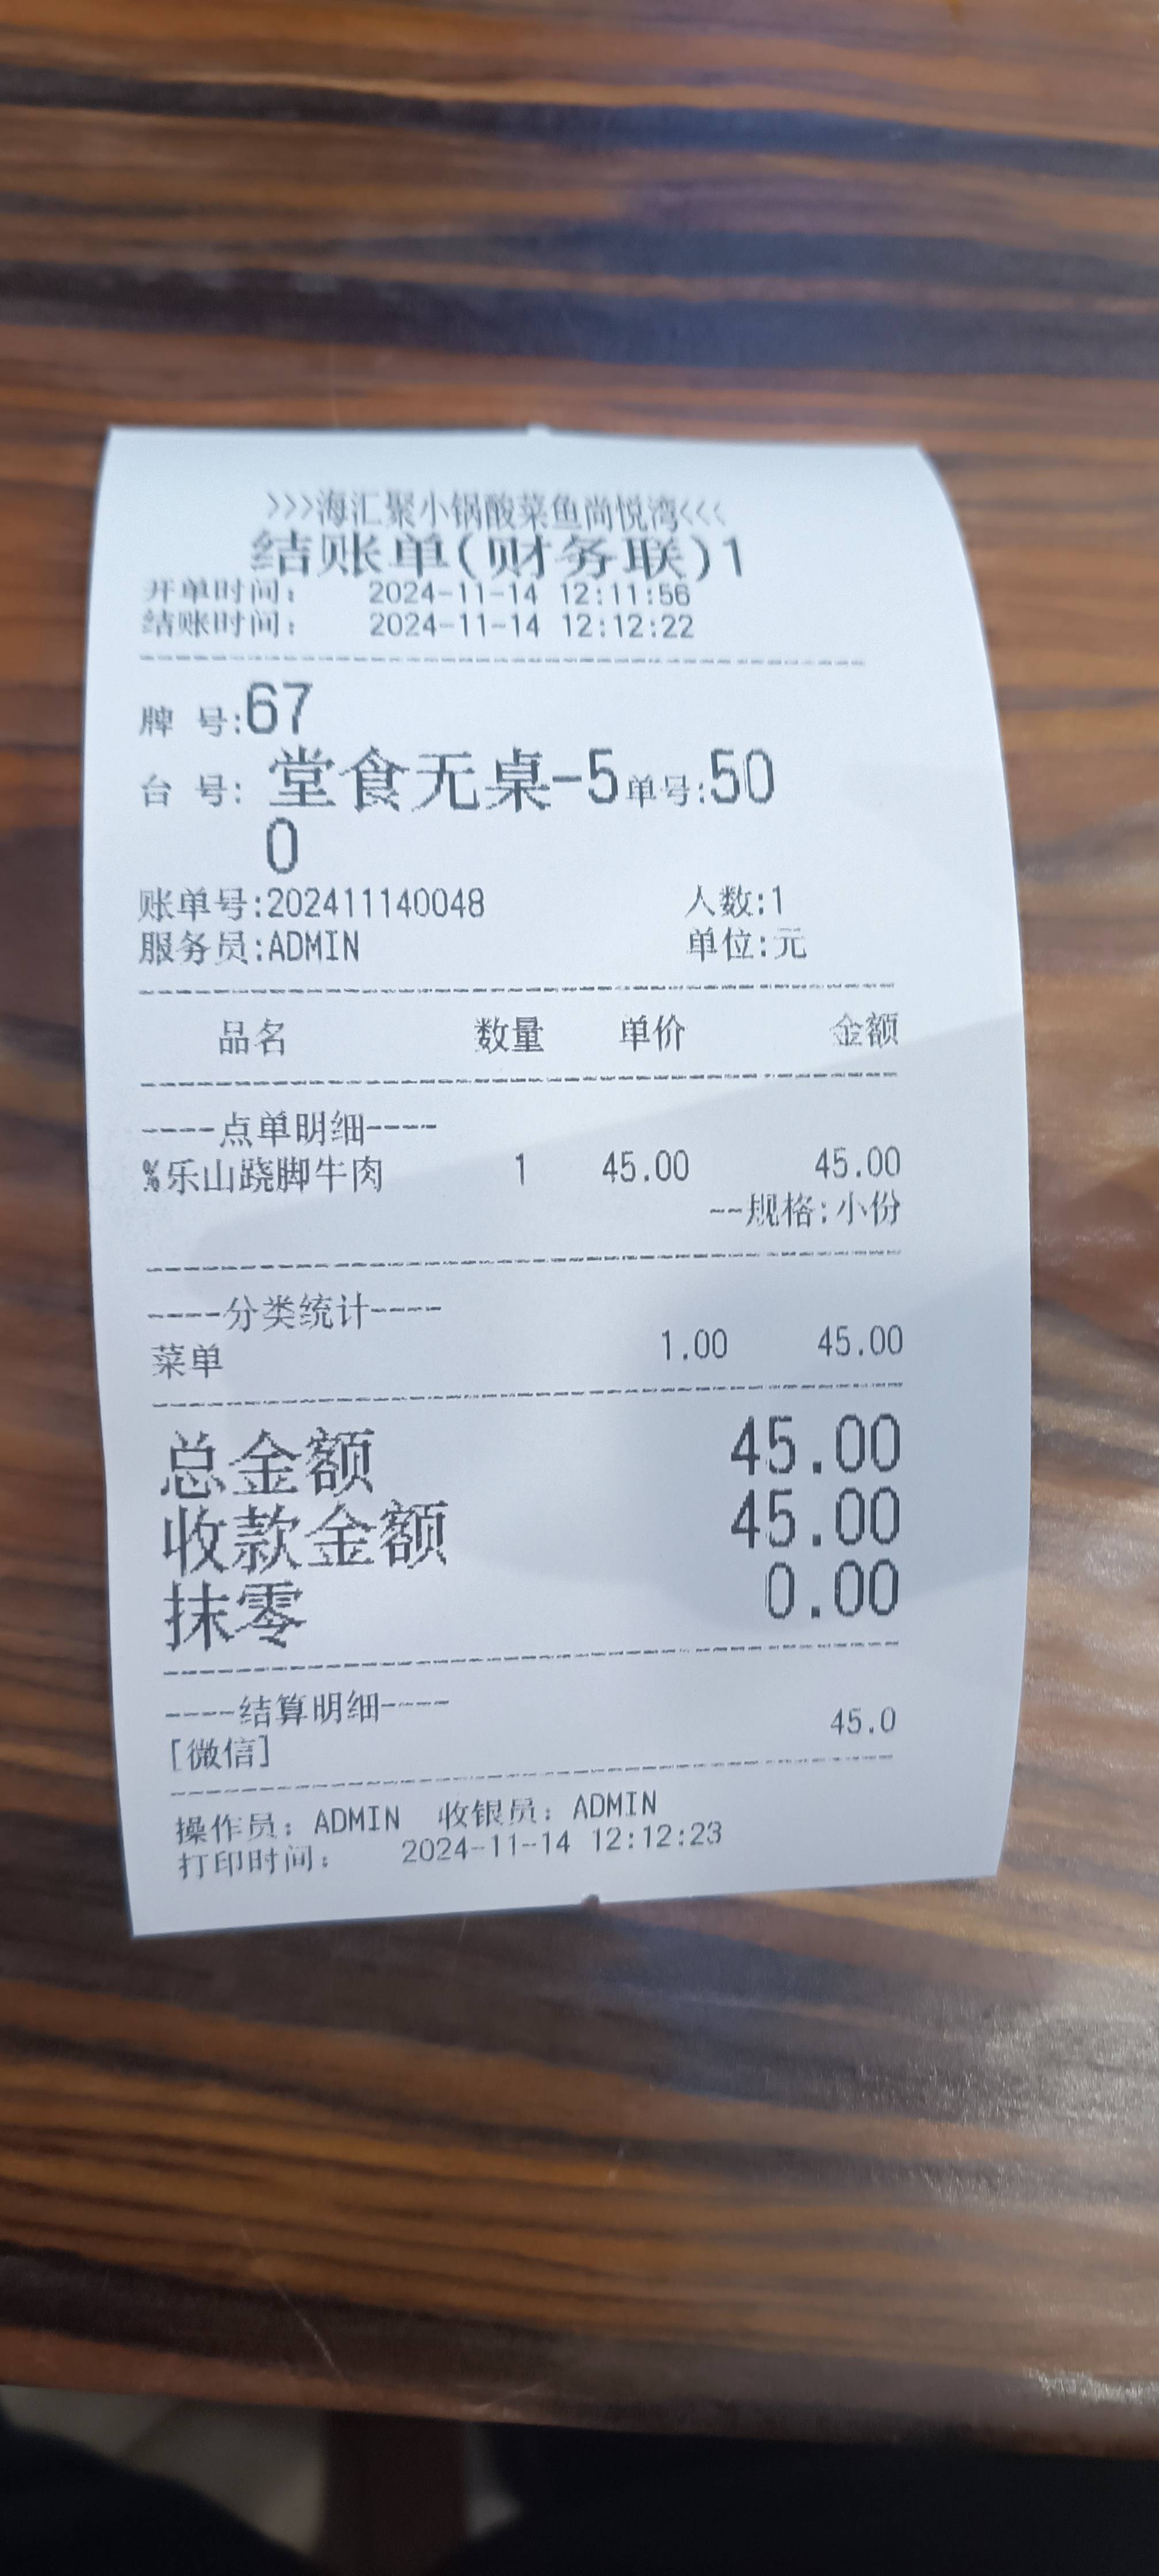 >>>海汇聚小锅酸菜鱼尚悦湾<<<
结账单(财务联)1
开单时间: 2024-11-14 12:11:56
结账时间: 2024-11-14 12:12:22
牌 号:67
台 号: 堂食无桌-5单号:50
0
账单号:202411140048 人数:1
服务员:ADMIN 单位:元
品名 数量 单价 金额
----点单明细----
%乐山跷脚牛肉 1 45.00 45.00
--规格:小份
----分类统计----
菜单 1.00 45.00
总金额 45.00
收款金额 45.00
抹零 0.00
----结算明细----
[微信] 45.0
操作员: ADMIN 收银员: ADMIN
打印时间: 2024-11-14 12:12:23